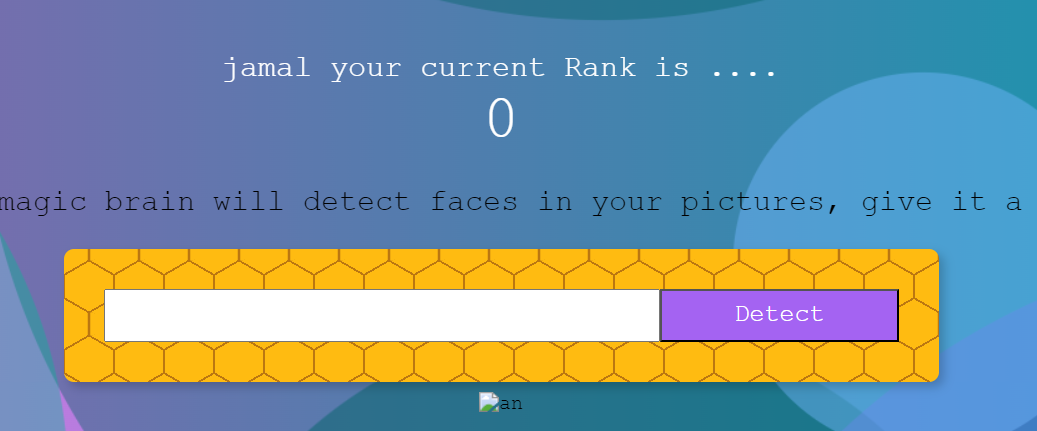 jamal your current Rank is ....
0
magic brain will detect faces in your pictures, give it a
Detect
an